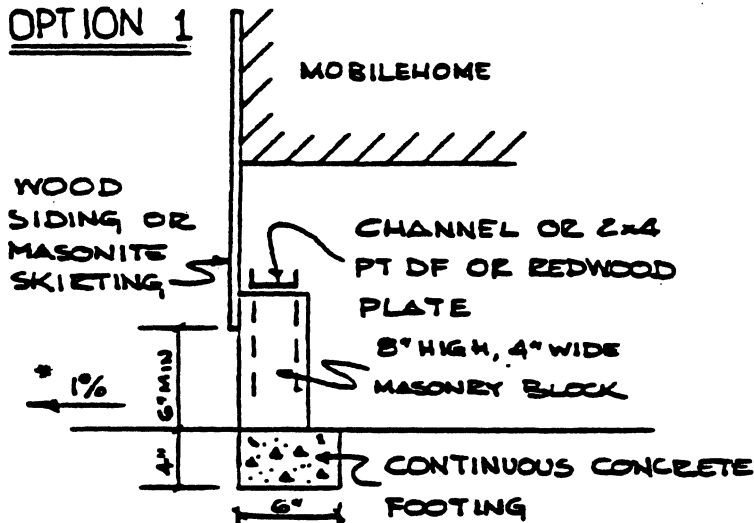 OPTION 1
MOBILEHOME
WOOD
SIDING OR
MASONITE
SKIRTING
CHANNEL OR 2x4
PT DF OR REDWOOD
PLATE
8" HIGH, 4" WIDE
MASONRY BLOCK
* 1%
6" MIN
4"
CONTINUOUS CONCRETE
FOOTING
6"